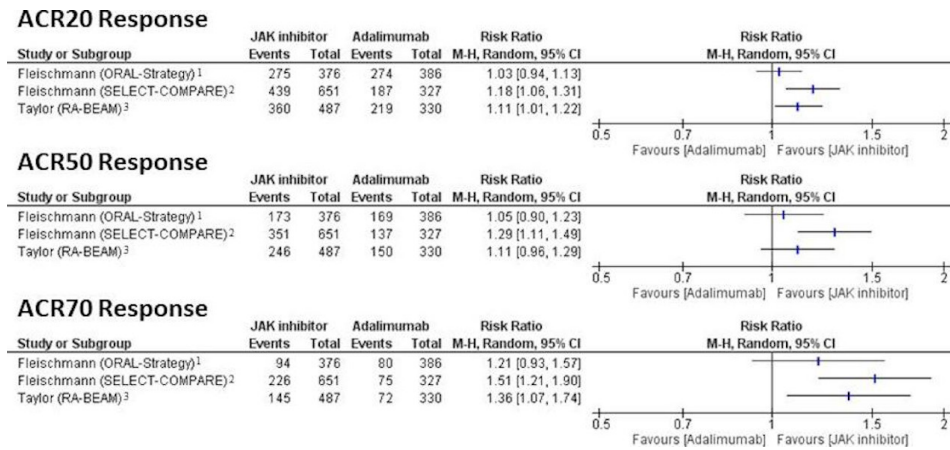 ACR20 Response
JAK inhibitor Adalimumab Risk Ratio Risk Ratio
Study or Subgroup Events Total Events Total M-H, Random, 95% CI M-H, Random, 95% CI
Fleischmann (ORAL-Strategy)1 275 376 274 386 1.03 [0.94, 1.13]
Fleischmann (SELECT-COMPARE)2 439 651 187 327 1.18 [1.06, 1.31]
Taylor (RA-BEAM)3 360 487 219 330 1.11 [1.01, 1.22]
0.5 0.7 1 1.5 2
Favours [Adalimumab] Favours [JAK inhibitor]
ACR50 Response
JAK inhibitor Adalimumab Risk Ratio Risk Ratio
Study or Subgroup Events Total Events Total M-H, Random, 95% CI M-H, Random, 95% CI
Fleischmann (ORAL-Strategy)1 173 376 169 386 1.05 [0.90, 1.23]
Fleischmann (SELECT-COMPARE)2 351 651 137 327 1.29 [1.11, 1.49]
Taylor (RA-BEAM)3 246 487 150 330 1.11 [0.96, 1.29]
0.5 0.7 1 1.5 2
Favours [Adalimumab] Favours [JAK inhibitor]
ACR70 Response
JAK inhibitor Adalimumab Risk Ratio Risk Ratio
Study or Subgroup Events Total Events Total M-H, Random, 95% CI M-H, Random, 95% CI
Fleischmann (ORAL-Strategy)1 94 376 80 386 1.21 [0.93, 1.57]
Fleischmann (SELECT-COMPARE)2 226 651 75 327 1.51 [1.21, 1.90]
Taylor (RA-BEAM)3 145 487 72 330 1.36 [1.07, 1.74]
0.5 0.7 1 1.5 2
Favours [Adalimumab] Favours [JAK inhibitor]